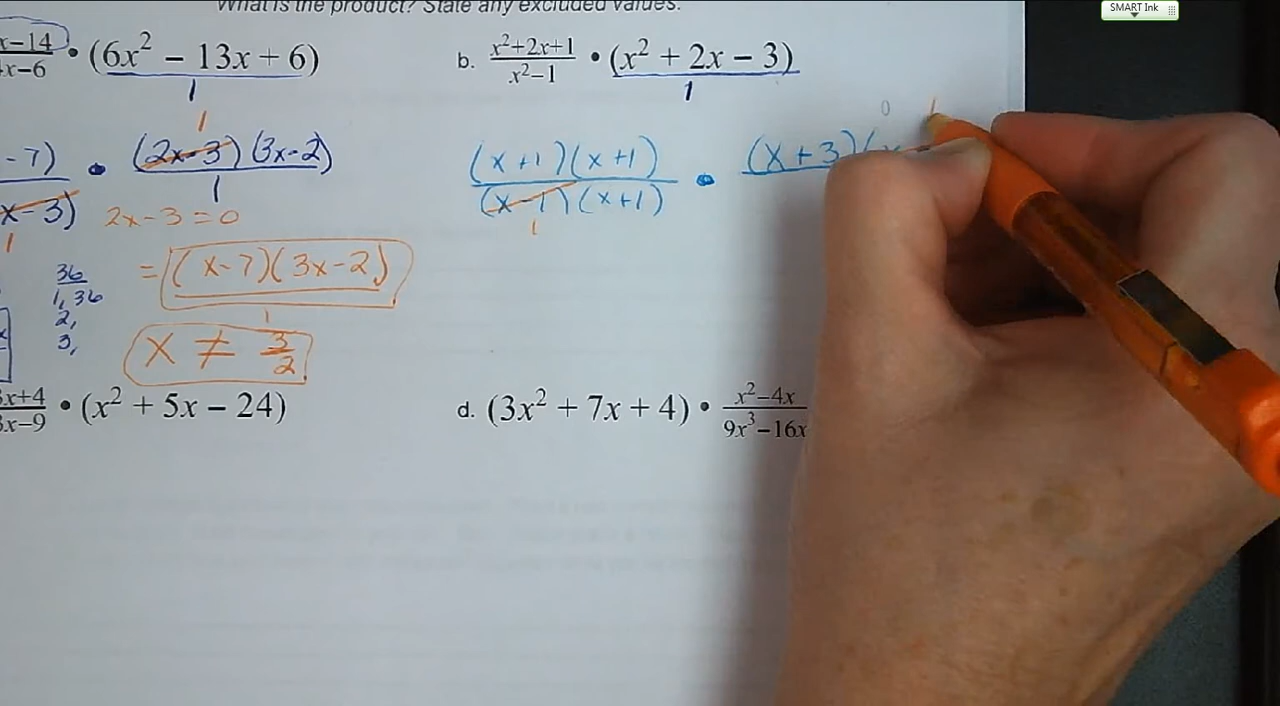 What is the product? State any excluded values.
SMART Ink
x-14 • (6x² − 13x + 6)
x-6
1
b. x²+2x+1 / x²-1 • (x² + 2x − 3)
1
1
-7) • (2x-3)(3x-2)
x-3) 1
1
2x-3=0
(x+1)(x+1) • (x+3)(x
(x-1)(x+1)
1
0
36
1, 36
2,
3,
= (x-7)(3x-2)
1
x ≠ 3/2
x+4 • (x² + 5x − 24)
x-9
d. (3x² + 7x + 4) • x²-4x / 9x³-16x